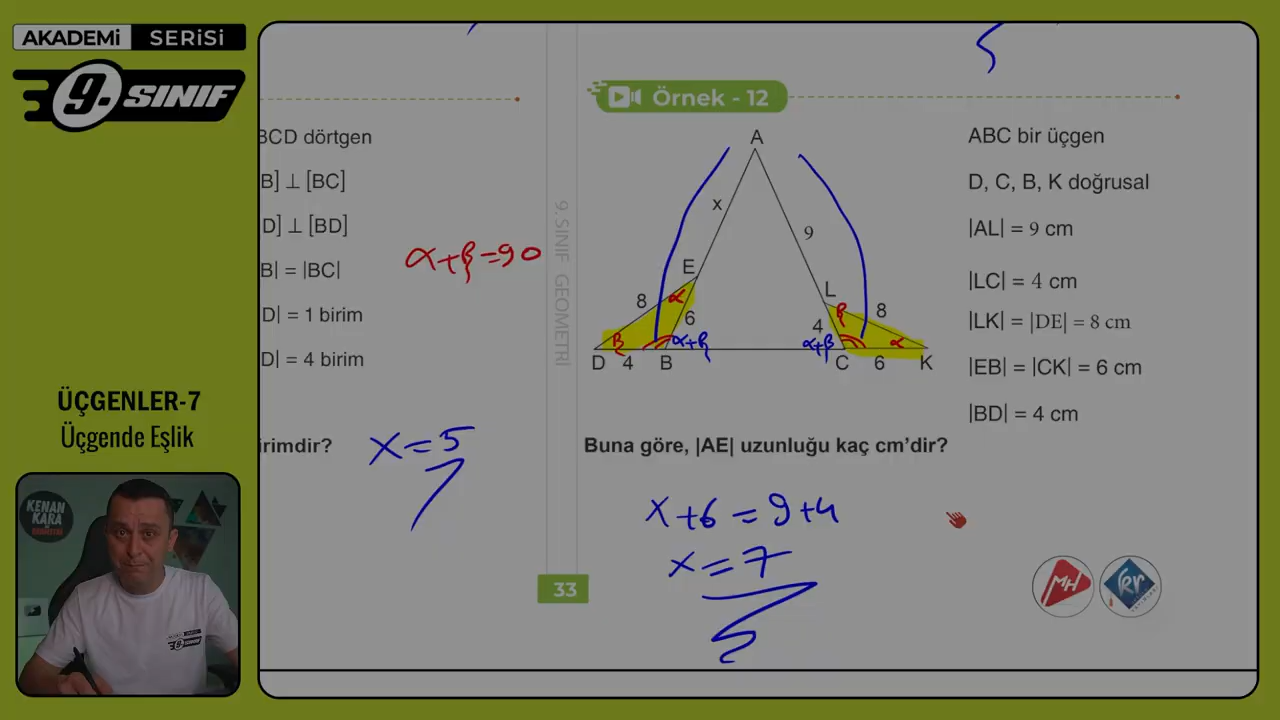 AKADEMİ SERİSİ
9. SINIF
ÜÇGENLER-7
Üçgende Eşlik
KENAN
KARA
GEOMETRİ
9. SINIF
BCD dörtgen
B] ⊥ [BC]
D] ⊥ [BD]
B| = |BC|
D| = 1 birim
D| = 4 birim
α+β=90
irimdir?
x=5
9. SINIF GEOMETRİ
33
Örnek - 12
A
x
9
E
L
8
α
β
8
6
4
β
α+β
α+β
α
D
4
B
C
6
K
ABC bir üçgen
D, C, B, K doğrusal
|AL| = 9 cm
|LC| = 4 cm
|LK| = |DE| = 8 cm
|EB| = |CK| = 6 cm
|BD| = 4 cm
Buna göre, |AE| uzunluğu kaç cm'dir?
x+6=9+4
x=7
MH